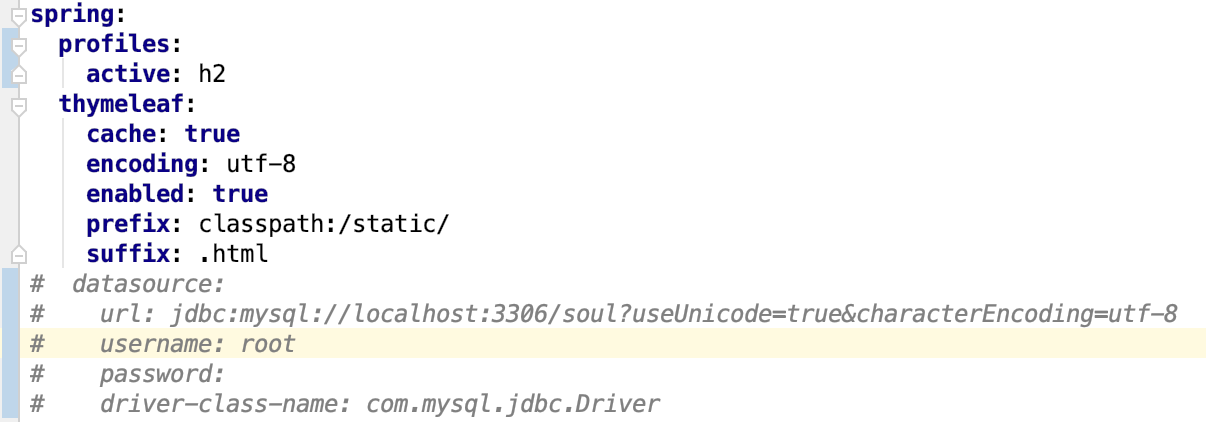 spring:
  profiles:
    active: h2
  thymeleaf:
    cache: true
    encoding: utf-8
    enabled: true
    prefix: classpath:/static/
    suffix: .html
#  datasource:
#    url: jdbc:mysql://localhost:3306/soul?useUnicode=true&characterEncoding=utf-8
#    username: root
#    password:
#    driver-class-name: com.mysql.jdbc.Driver